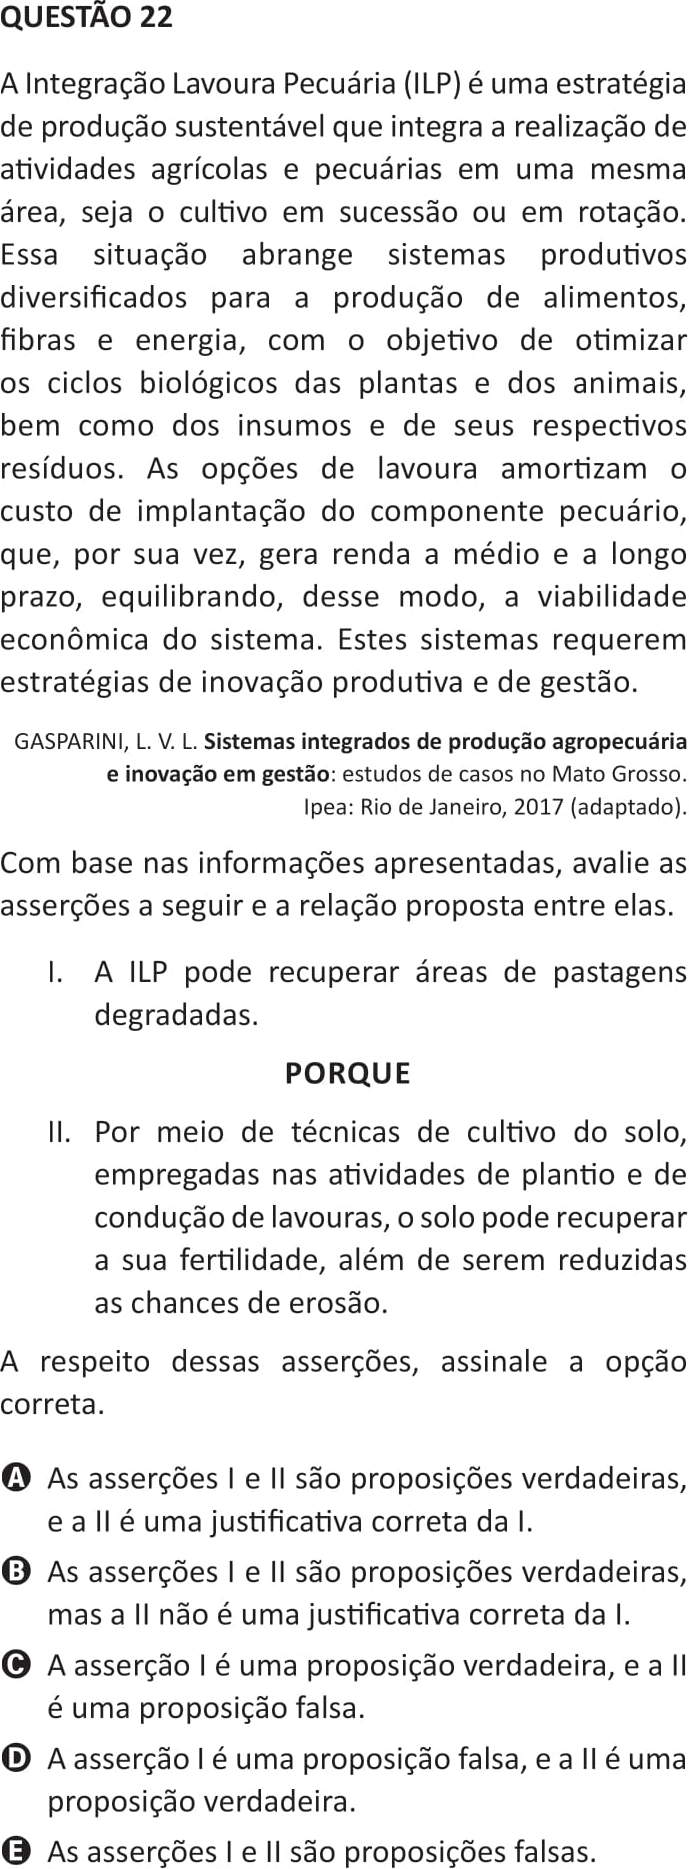 QUESTÃO 22
A Integração Lavoura Pecuária (ILP) é uma estratégia
de produção sustentável que integra a realização de
atividades agrícolas e pecuárias em uma mesma
área, seja o cultivo em sucessão ou em rotação.
Essa situação abrange sistemas produtivos
diversificados para a produção de alimentos,
fibras e energia, com o objetivo de otimizar
os ciclos biológicos das plantas e dos animais,
bem como dos insumos e de seus respectivos
resíduos. As opções de lavoura amortizam o
custo de implantação do componente pecuário,
que, por sua vez, gera renda a médio e a longo
prazo, equilibrando, desse modo, a viabilidade
econômica do sistema. Estes sistemas requerem
estratégias de inovação produtiva e de gestão.
GASPARINI, L. V. L. Sistemas integrados de produção agropecuária
e inovação em gestão: estudos de casos no Mato Grosso.
Ipea: Rio de Janeiro, 2017 (adaptado).
Com base nas informações apresentadas, avalie as
asserções a seguir e a relação proposta entre elas.
I. A ILP pode recuperar áreas de pastagens
degradadas.
PORQUE
II. Por meio de técnicas de cultivo do solo,
empregadas nas atividades de plantio e de
condução de lavouras, o solo pode recuperar
a sua fertilidade, além de serem reduzidas
as chances de erosão.
A respeito dessas asserções, assinale a opção
correta.
A As asserções I e II são proposições verdadeiras,
e a II é uma justificativa correta da I.
B As asserções I e II são proposições verdadeiras,
mas a II não é uma justificativa correta da I.
C A asserção I é uma proposição verdadeira, e a II
é uma proposição falsa.
D A asserção I é uma proposição falsa, e a II é uma
proposição verdadeira.
E As asserções I e II são proposições falsas.